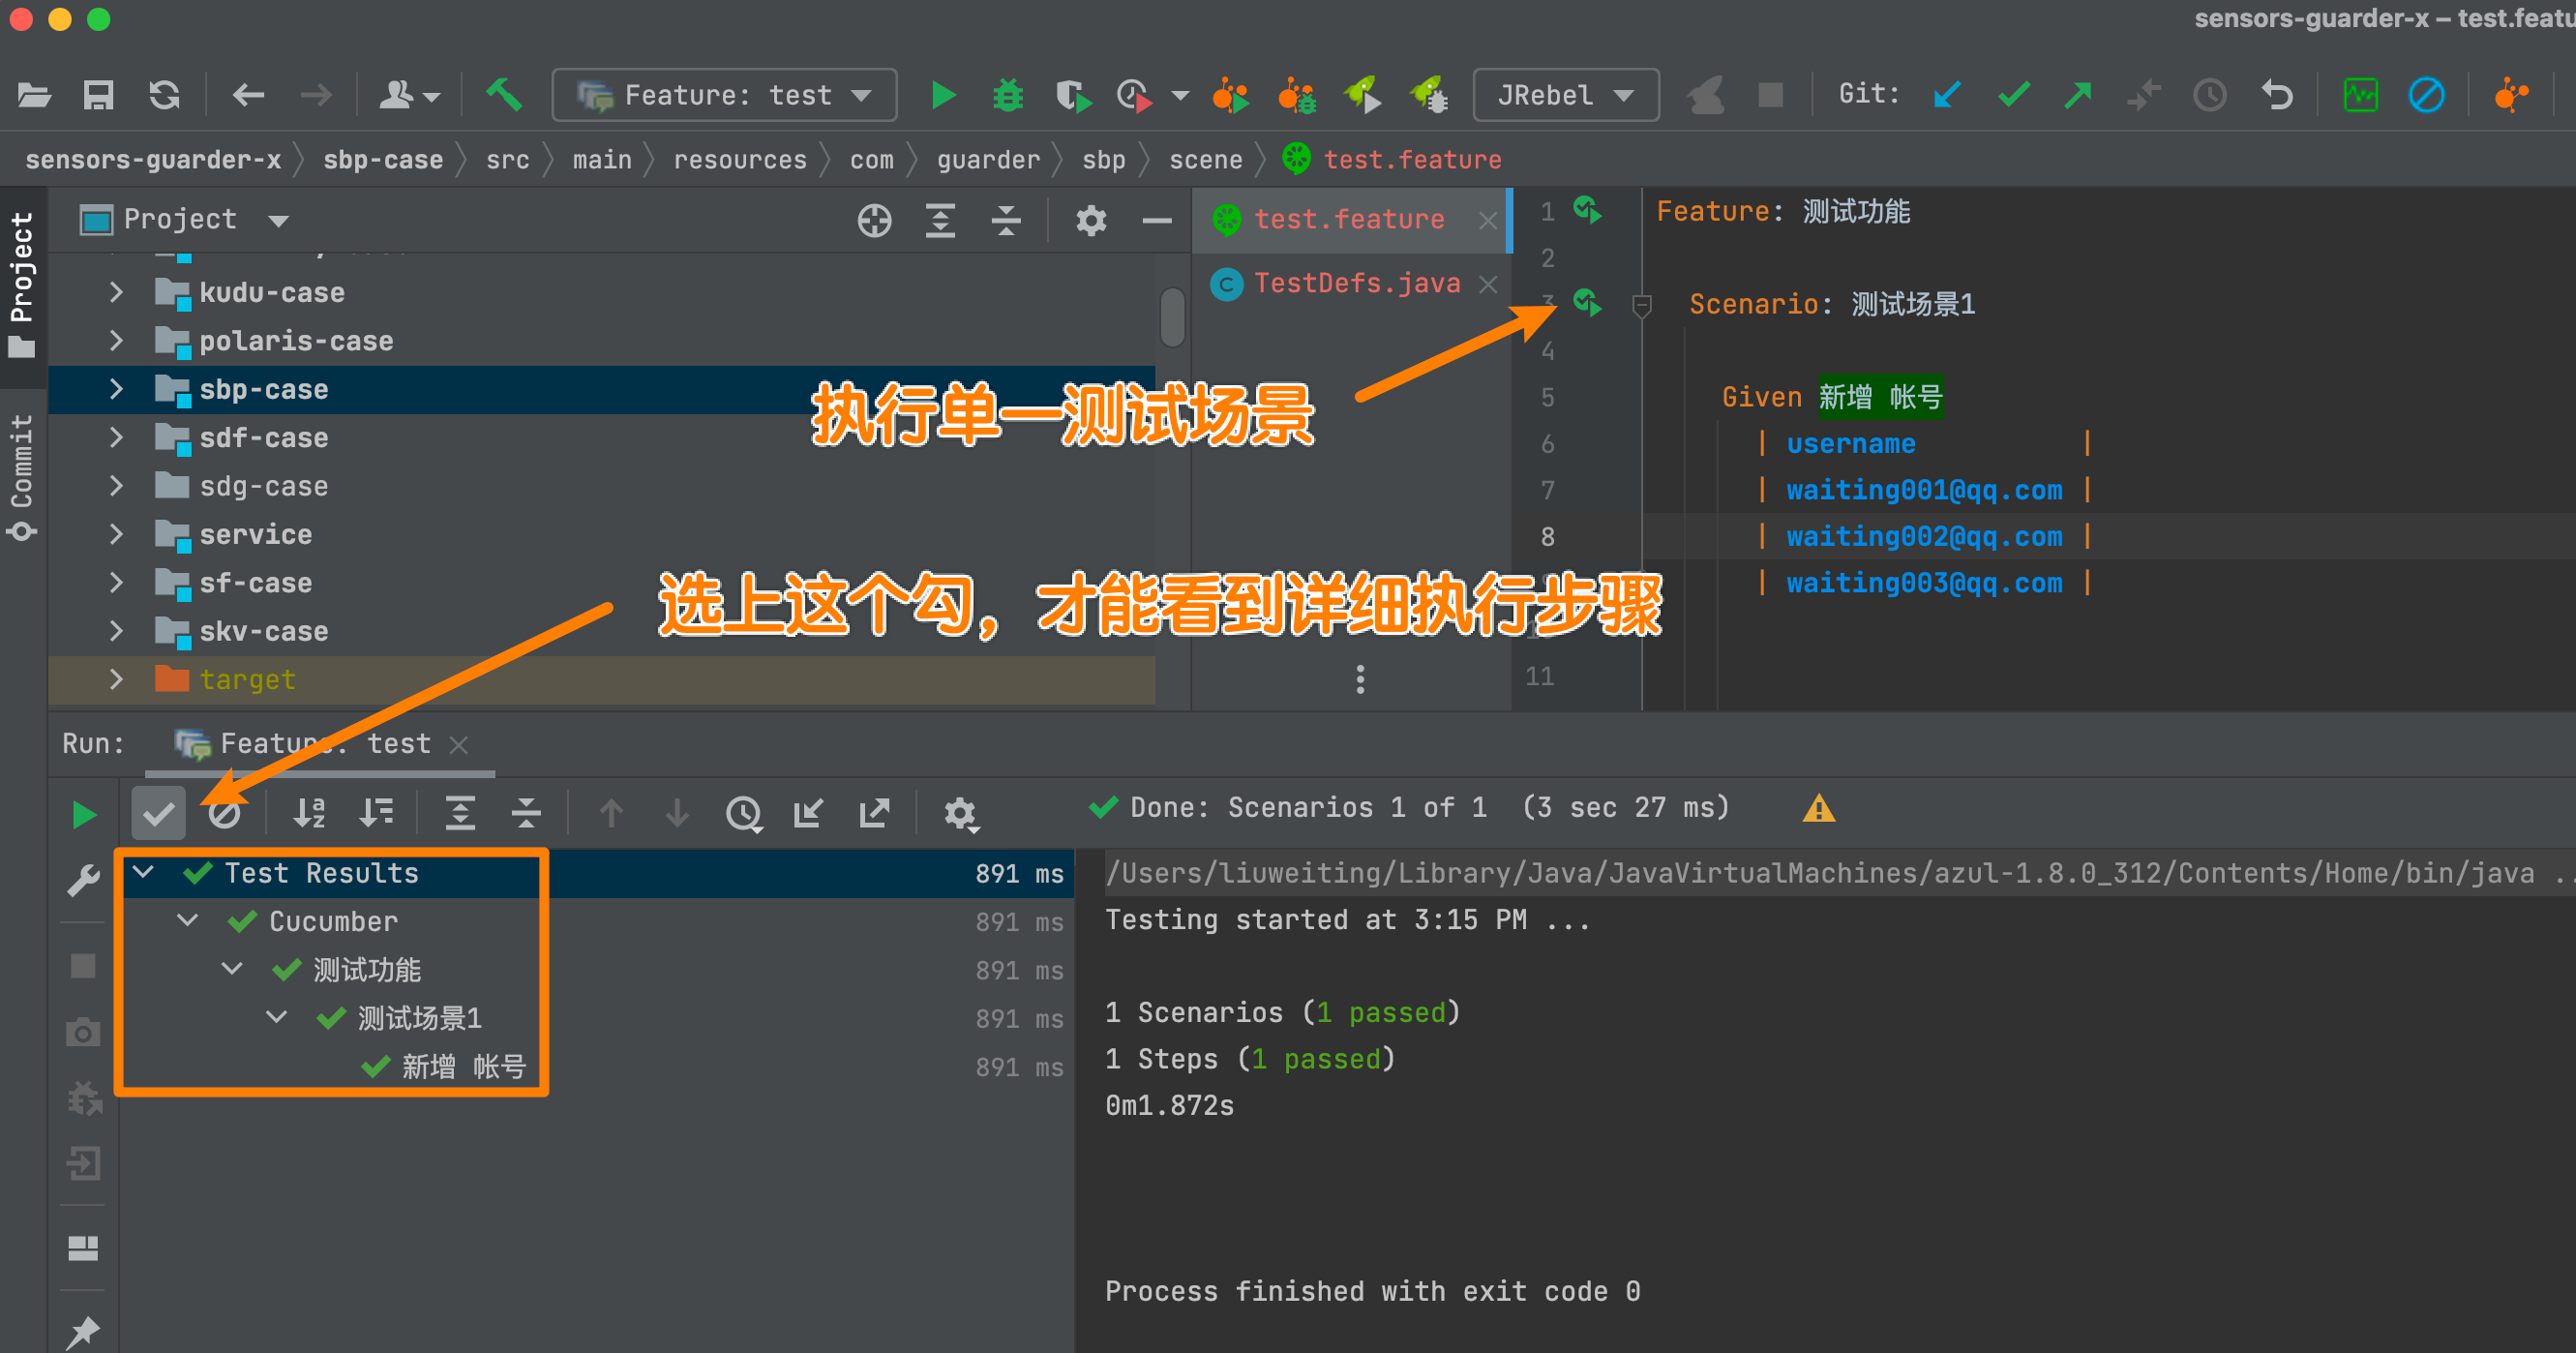 sensors-guarder-x – test.featu
Feature: test
JRebel
Git:
sensors-guarder-x
sbp-case
src
main
resources
com
guarder
sbp
scene
test.feature
Project
Commit
Project
kudu-case
polaris-case
sbp-case
sdf-case
sdg-case
service
sf-case
skv-case
target
test.feature
TestDefs.java
1 Feature: 测试功能
2
3 Scenario: 测试场景1
4
5 Given 新增 帐号
6 | username |
7 | waiting001@qq.com |
8 | waiting002@qq.com |
| waiting003@qq.com |
11
执行单一测试场景
选上这个勾，才能看到详细执行步骤
Run:
Feature: test
Done: Scenarios 1 of 1 (3 sec 27 ms)
Test Results 891 ms
Cucumber 891 ms
测试功能 891 ms
测试场景1 891 ms
新增 帐号 891 ms
/Users/liuweiting/Library/Java/JavaVirtualMachines/azul-1.8.0_312/Contents/Home/bin/java ..
Testing started at 3:15 PM ...
1 Scenarios (1 passed)
1 Steps (1 passed)
0m1.872s
Process finished with exit code 0